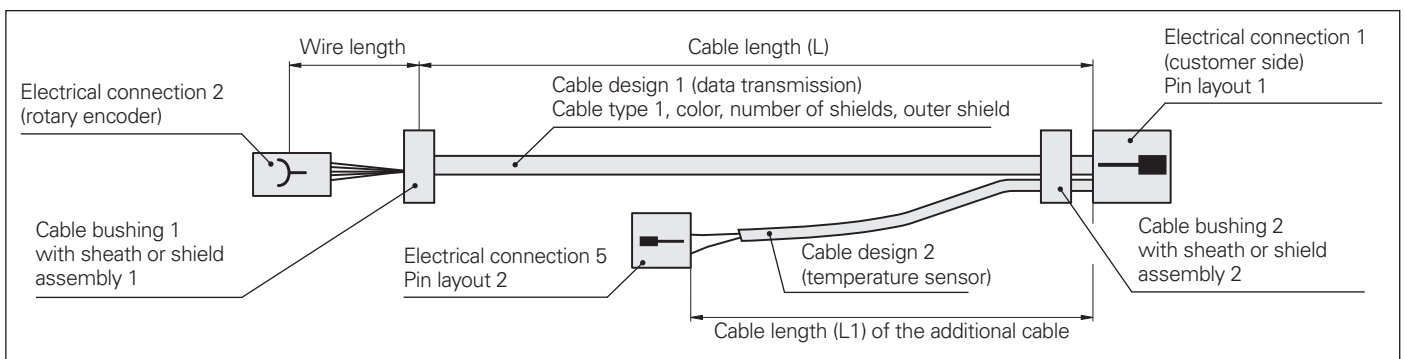 Wire length
Cable length (L)
Electrical connection 1
(customer side)
Pin layout 1
Electrical connection 2
(rotary encoder)
Cable design 1 (data transmission)
Cable type 1, color, number of shields, outer shield
Cable bushing 1
with sheath or shield
assembly 1
Electrical connection 5
Pin layout 2
Cable design 2
(temperature sensor)
Cable bushing 2
with sheath or shield
assembly 2
Cable length (L1) of the additional cable